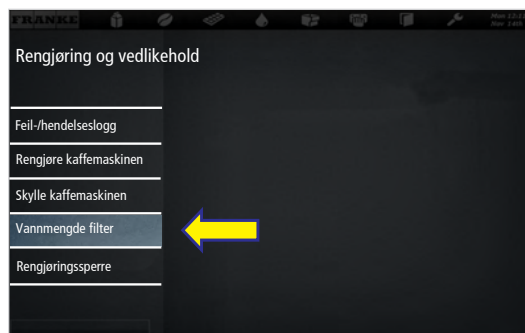 FRANKE
Rengjøring og vedlikehold
Feil-/hendelseslogg
Rengjøre kaffemaskinen
Skylle kaffemaskinen
Vannmengde filter
Rengjøringssperre